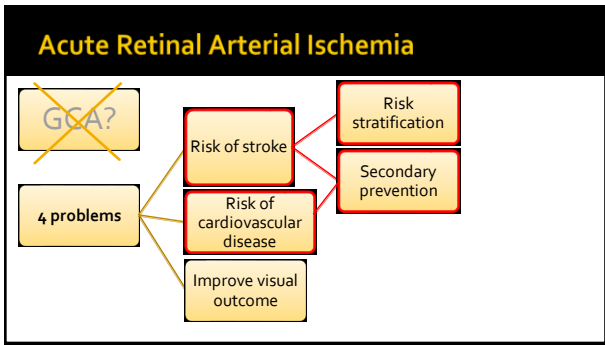 Acute Retinal Arterial Ischemia
GCA?
4 problems
Risk of stroke
Risk of
cardiovascular
disease
Improve visual
outcome
Risk
stratification
Secondary
prevention